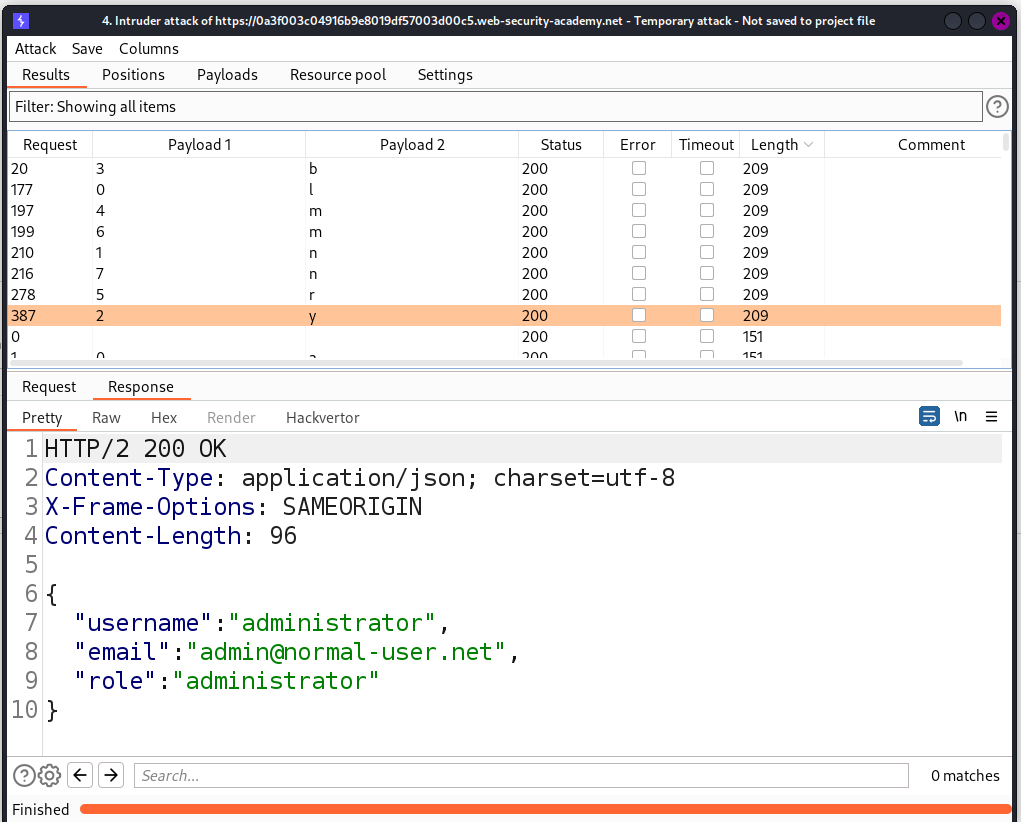 4. Intruder attack of https://0a3f003c04916b9e8019df57003d00c5.web-security-academy.net - Temporary attack - Not saved to project file
Attack Save Columns
Results Positions Payloads Resource pool Settings
Filter: Showing all items
Request Payload 1 Payload 2 Status Error Timeout Length Comment
20 3 b 200 209
177 0 l 200 209
197 4 m 200 209
199 6 m 200 209
210 1 n 200 209
216 7 n 200 209
278 5 r 200 209
387 2 y 200 209
0 200 151
1 0 a 200 151
Request Response
Pretty Raw Hex Render Hackvertor \n
1 HTTP/2 200 OK
2 Content-Type: application/json; charset=utf-8
3 X-Frame-Options: SAMEORIGIN
4 Content-Length: 96
5
6 {
7 "username":"administrator",
8 "email":"admin@normal-user.net",
9 "role":"administrator"
10 }
Search... 0 matches
Finished